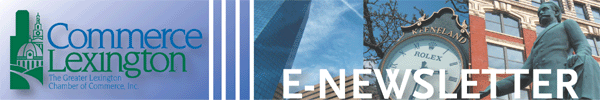 Commerce
Lexington
The Greater Lexington
Chamber of Commerce, Inc.
KEENELAND
ROLEX
E-NEWSLETTER